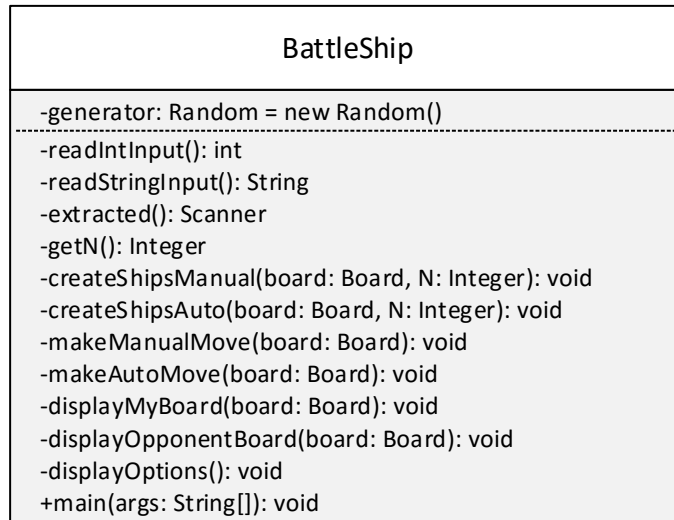 BattleShip
-generator: Random = new Random()
-readIntInput(): int
-readStringInput(): String
-extracted(): Scanner
-getN(): Integer
-createShipsManual(board: Board, N: Integer): void
-createShipsAuto(board: Board, N: Integer): void
-makeManualMove(board: Board): void
-makeAutoMove(board: Board): void
-displayMyBoard(board: Board): void
-displayOpponentBoard(board: Board): void
-displayOptions(): void
+main(args: String[]): void